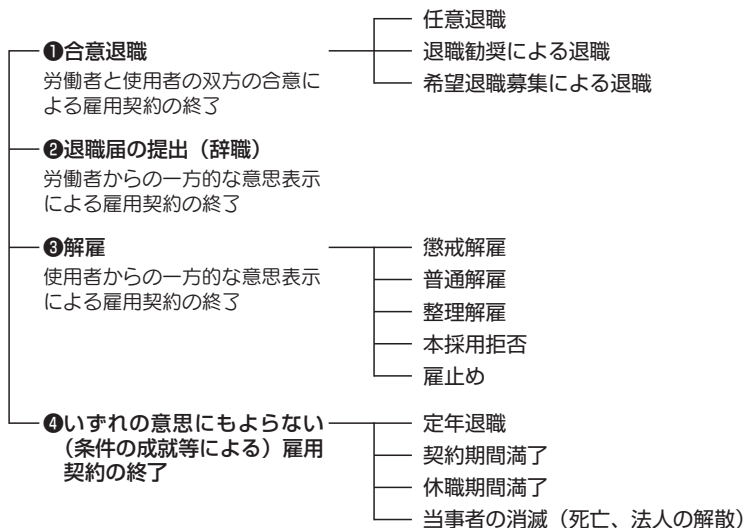 ❶合意退職
労働者と使用者の双方の合意に
よる雇用契約の終了
任意退職
退職勧奨による退職
希望退職募集による退職
❷退職届の提出（辞職）
労働者からの一方的な意思表示
による雇用契約の終了
❸解雇
使用者からの一方的な意思表示
による雇用契約の終了
懲戒解雇
普通解雇
整理解雇
本採用拒否
雇止め
❹いずれの意思にもよらない
（条件の成就等による）雇用
契約の終了
定年退職
契約期間満了
休職期間満了
当事者の消滅（死亡、法人の解散）